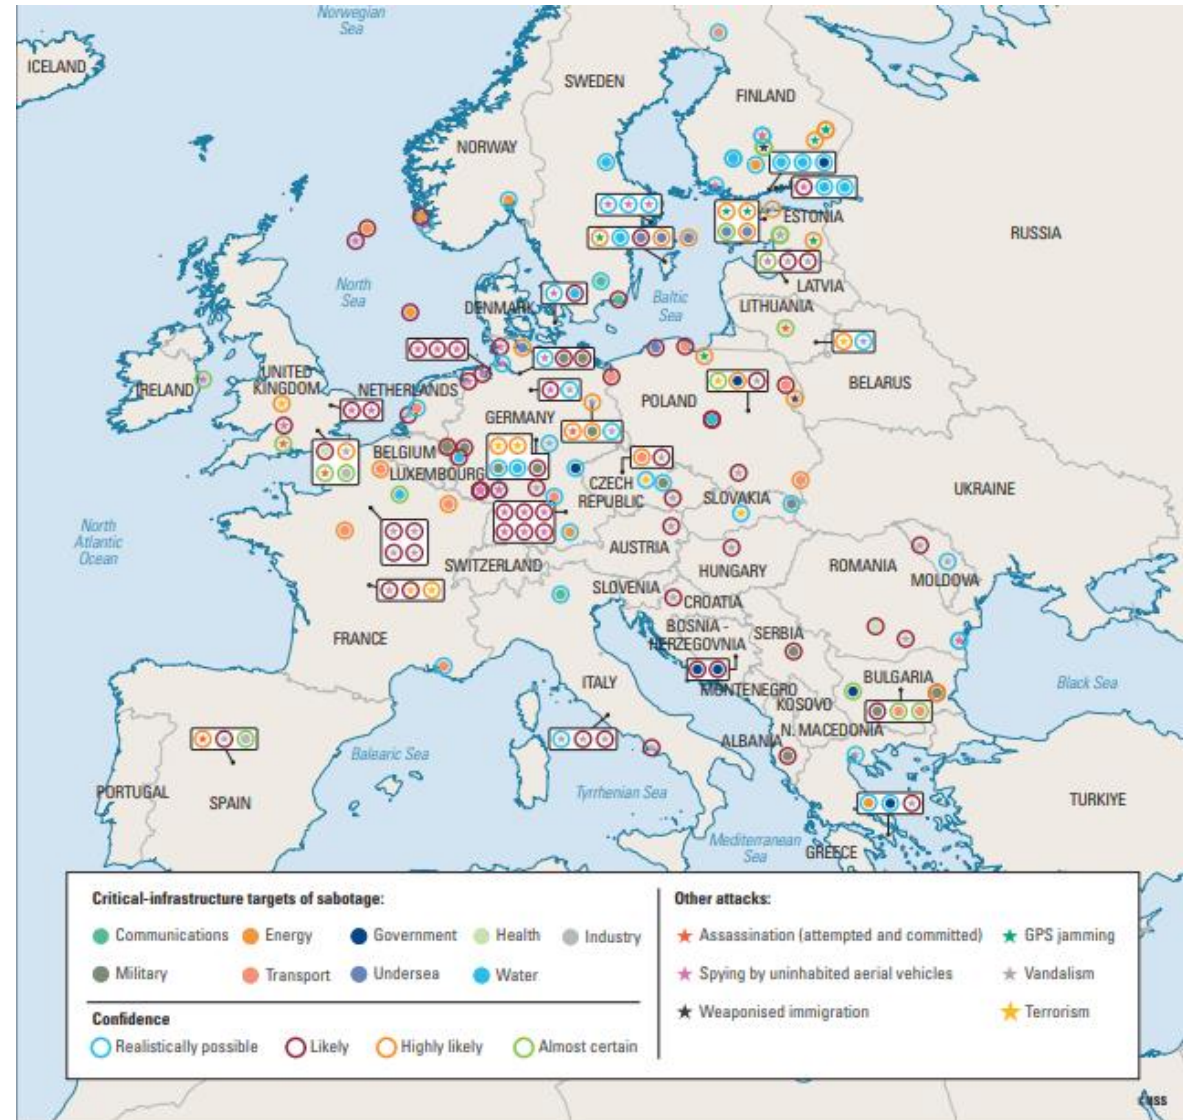 Norwegian
Sea
ICELAND
SWEDEN
FINLAND
NORWAY
ESTONIA
RUSSIA
North
Sea
DENMARK
Baltic
Sea
LATVIA
LITHUANIA
UNITED
KINGDOM
IRELAND
NETHERLANDS
BELARUS
GERMANY
POLAND
BELGIUM
LUXEMBOURG
CZECH
REPUBLIC
SLOVAKIA
UKRAINE
North
Atlantic
Ocean
AUSTRIA
SWITZERLAND
HUNGARY
ROMANIA
MOLDOVA
SLOVENIA
CROATIA
FRANCE
BOSNIA -
HERZEGOVNIA
SERBIA
ITALY
MONTENEGRO
BULGARIA
Black Sea
KOSOVO
N. MACEDONIA
ALBANIA
Balearic Sea
PORTUGAL
SPAIN
Tyrrhenian Sea
TURKIYE
Mediterranean
Sea
GREECE
Critical-infrastructure targets of sabotage:
Communications Energy Government Health Industry
Military Transport Undersea Water
Confidence
Realistically possible Likely Highly likely Almost certain
Other attacks:
Assassination (attempted and committed) GPS jamming
Spying by uninhabited aerial vehicles Vandalism
Weaponised immigration Terrorism